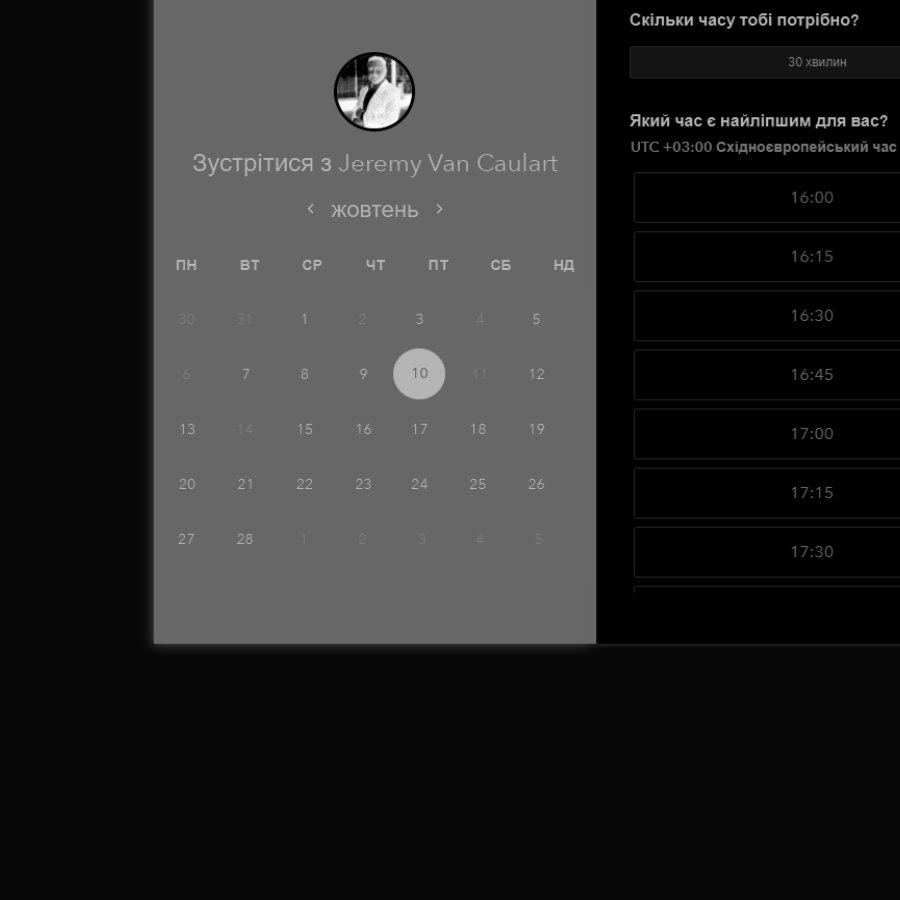 Зустрітися з Jeremy Van Caulart
жовтень
ПН ВТ СР ЧТ ПТ СБ НД
30 31 1 2 3 4 5
6 7 8 9 10 11 12
13 14 15 16 17 18 19
20 21 22 23 24 25 26
27 28 1 2 3 4 5
Скільки часу тобі потрібно?
30 хвилин
Який час є найліпшим для вас?
UTC +03:00 Східноєвропейський час
16:00
16:15
16:30
16:45
17:00
17:15
17:30